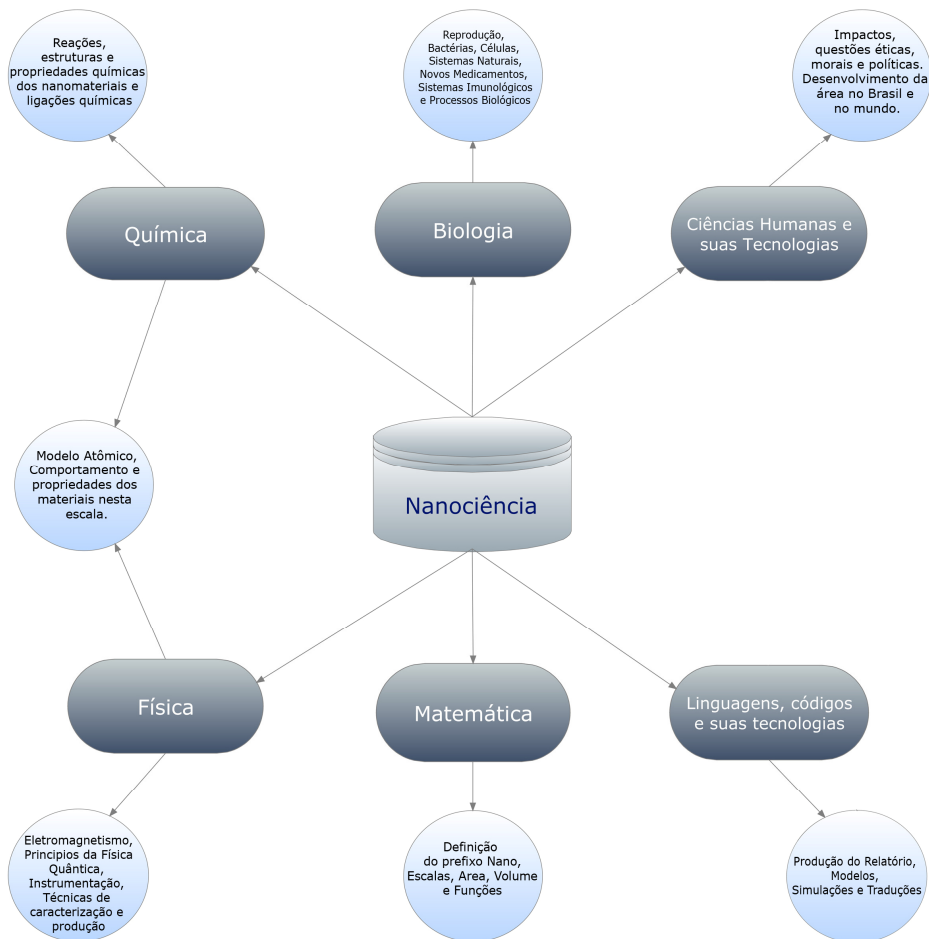 Reações,
estruturas e
propriedades químicas
dos nanomateriais e
ligações químicas
Reprodução,
Bactérias, Células,
Sistemas Naturais,
Novos Medicamentos,
Sistemas Imunológicos
e Processos Biológicos
Impactos,
questões éticas,
morais e políticas.
Desenvolvimento da
área no Brasil e
no mundo.
Química
Biologia
Ciências Humanas e
suas Tecnologias
Modelo Atômico,
Comportamento e
propriedades dos
materiais nesta
escala.
Nanociência
Física
Matemática
Linguagens, códigos
e suas tecnologias
Eletromagnetismo,
Principios da Física
Quântica,
Instrumentação,
Técnicas de
caracterização e
produção
Definição
do prefixo Nano,
Escalas, Area, Volume
e Funções
Produção do Relatório,
Modelos,
Simulações e Traduções